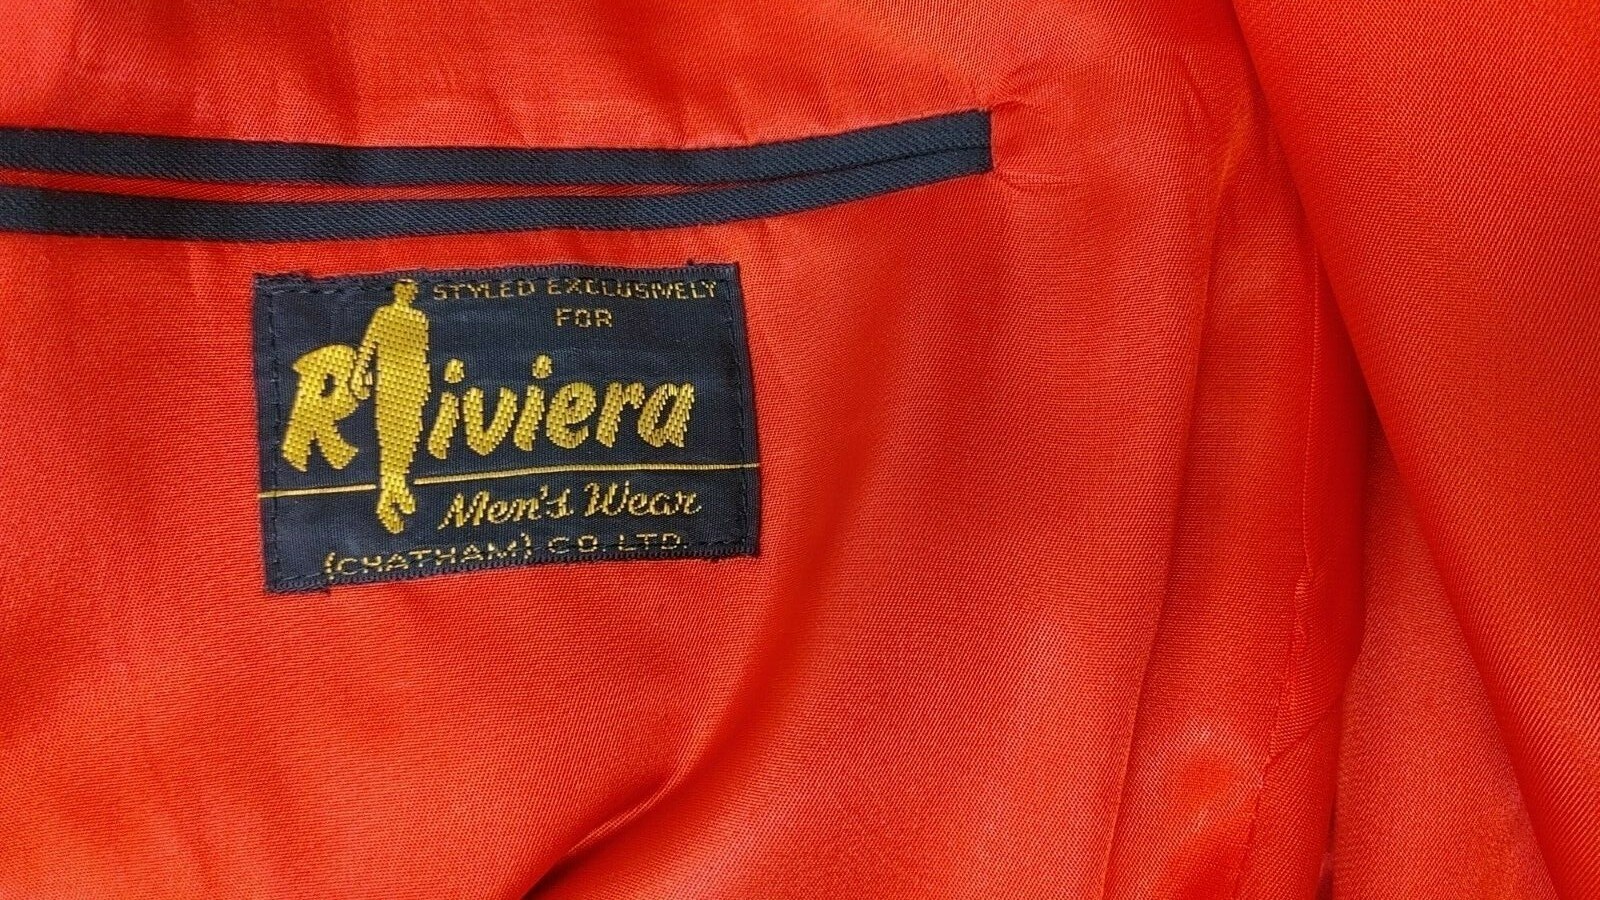 STYLED EXCLUSIVELY
FOR
Riviera
Men's Wear
(CHATHAM) CO. LTD.